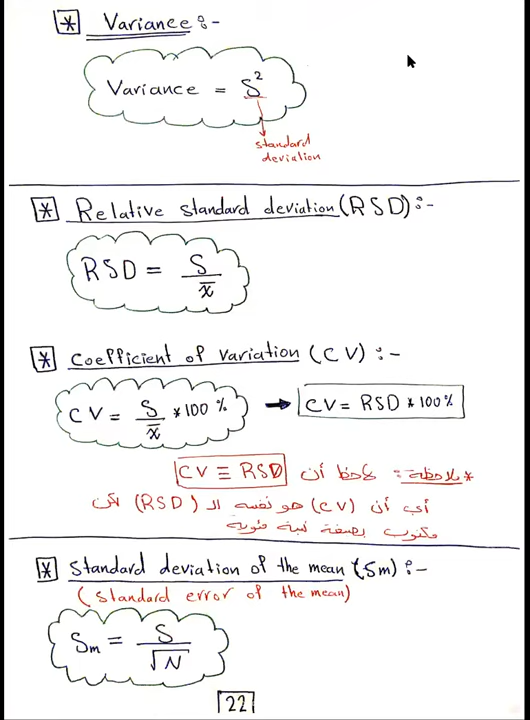 * Variance :-
Variance = S²
standard
deviation
* Relative standard deviation (RSD) :-
RSD = S / x̄
* Coefficient of variation (CV) :-
CV = S / x̄ * 100 % → CV = RSD * 100 %
* ملاحظة :- لاحظ أن CV ≡ RSD
أي أن (CV) هو نفسه الـ (RSD) لكن
مكتوب بصيغة نسبة مئوية
* Standard deviation of the mean (Sm) :-
(Standard error of the mean)
Sm = S / √N
22